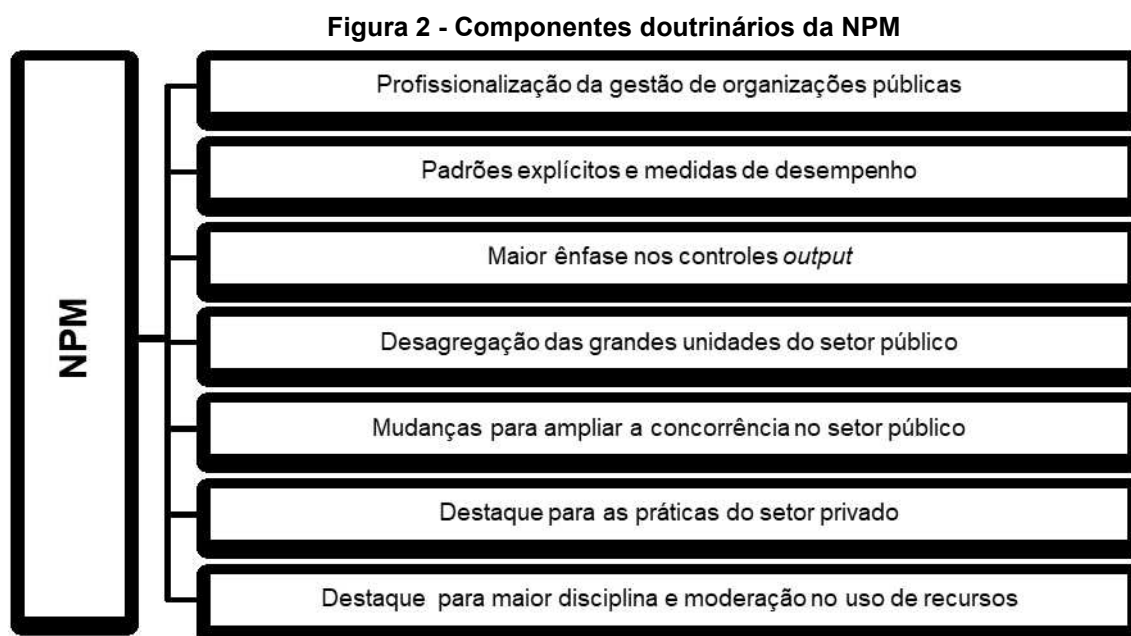 Figura 2 - Componentes doutrinários da NPM
NPM
Profissionalização da gestão de organizações públicas
Padrões explícitos e medidas de desempenho
Maior ênfase nos controles output
Desagregação das grandes unidades do setor público
Mudanças para ampliar a concorrência no setor público
Destaque para as práticas do setor privado
Destaque para maior disciplina e moderação no uso de recursos